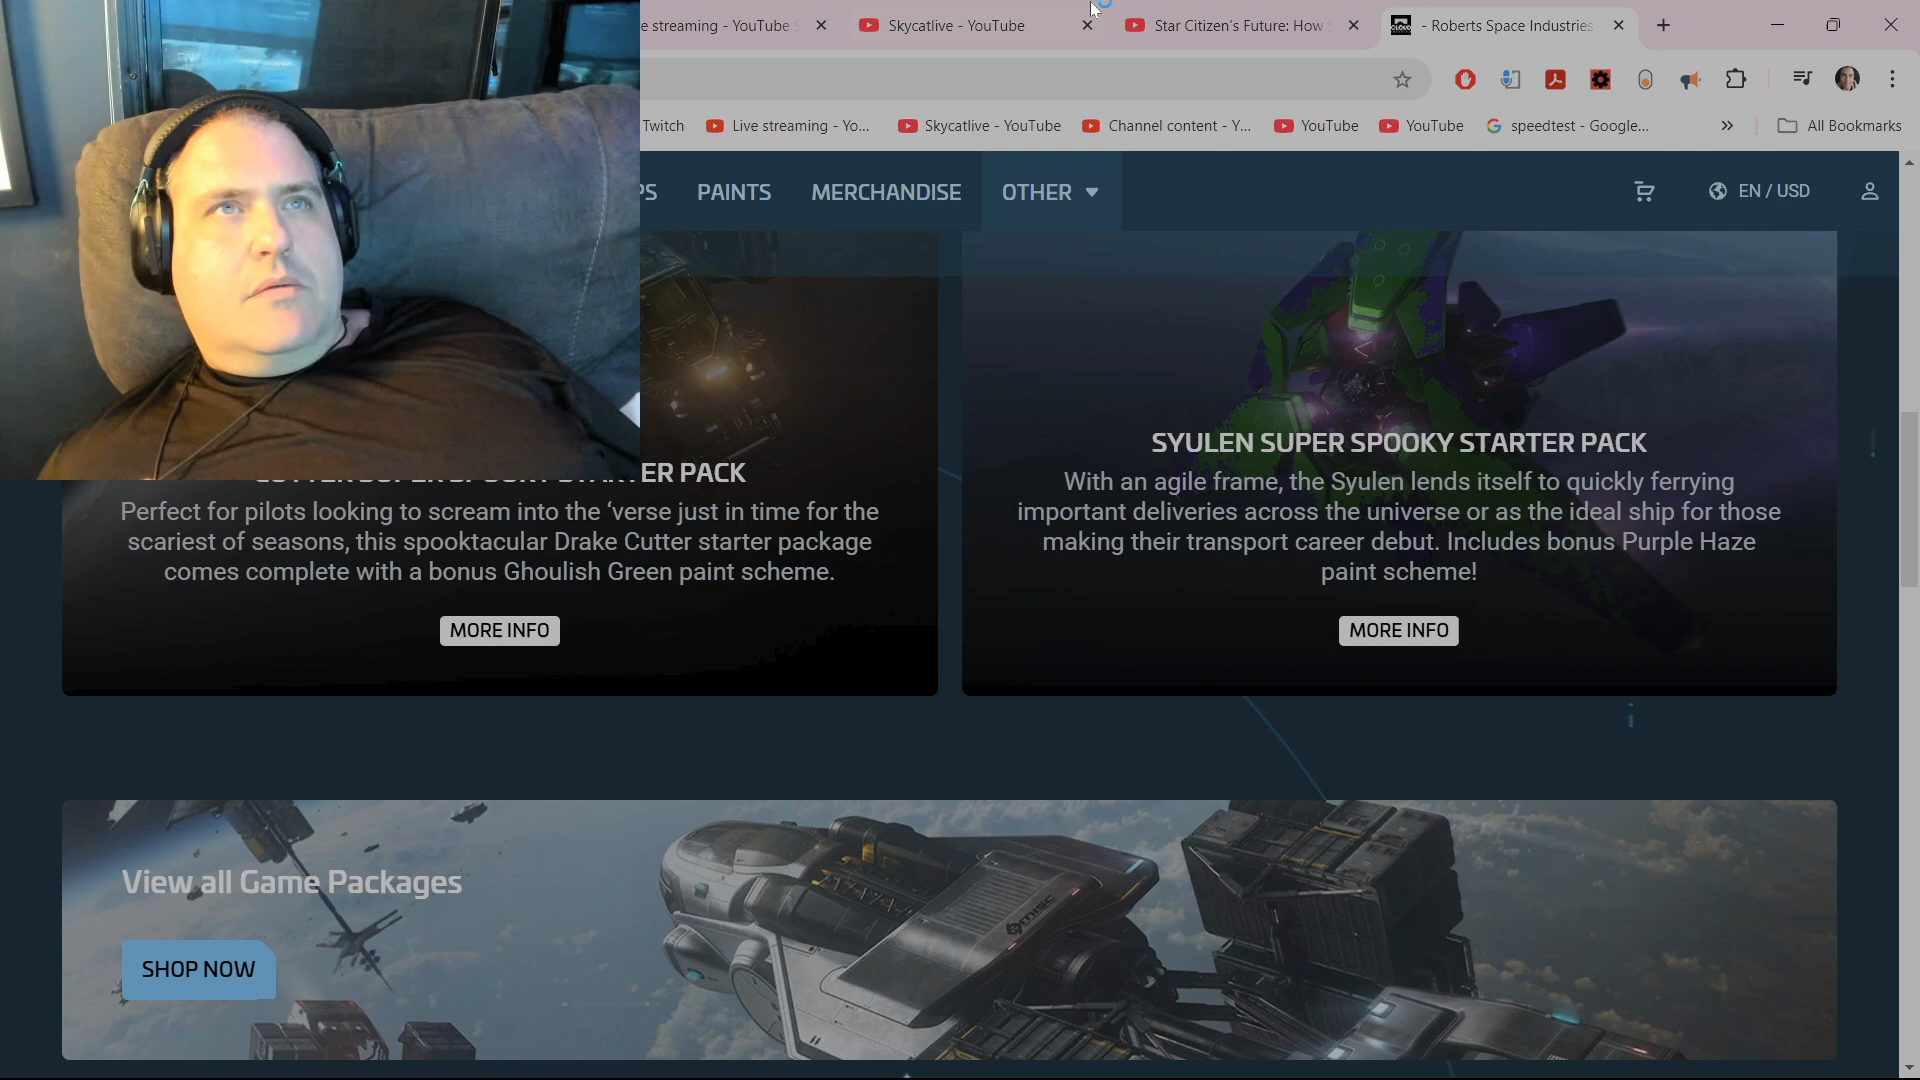 e streaming - YouTube S
Skycatlive - YouTube
Star Citizen's Future: How S
- Roberts Space Industries
Twitch
Live streaming - Yo...
Skycatlive - YouTube
Channel content - Y...
YouTube
YouTube
speedtest - Google...
All Bookmarks
PS
PAINTS
MERCHANDISE
OTHER
EN / USD
ER PACK
Perfect for pilots looking to scream into the ‘verse just in time for the
scariest of seasons, this spooktacular Drake Cutter starter package
comes complete with a bonus Ghoulish Green paint scheme.
MORE INFO
SYULEN SUPER SPOOKY STARTER PACK
With an agile frame, the Syulen lends itself to quickly ferrying
important deliveries across the universe or as the ideal ship for those
making their transport career debut. Includes bonus Purple Haze
paint scheme!
MORE INFO
View all Game Packages
SHOP NOW
MISC